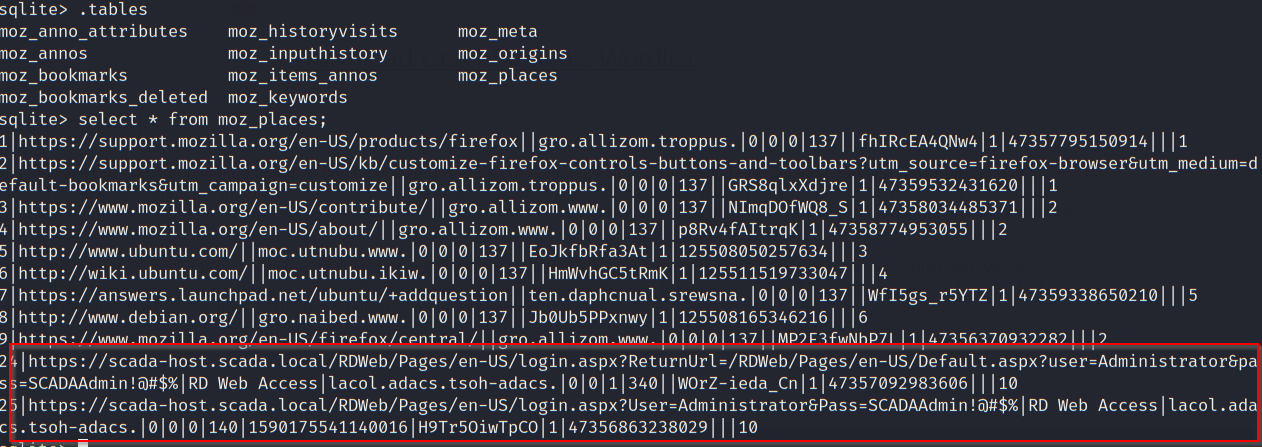 sqlite> .tables
moz_anno_attributes    moz_historyvisits      moz_meta
moz_annos              moz_inputhistory       moz_origins
moz_bookmarks          moz_items_annos        moz_places
moz_bookmarks_deleted  moz_keywords
sqlite> select * from moz_places;
1|https://support.mozilla.org/en-US/products/firefox||gro.allizom.troppus.|0|0|0|137||fhIRcEA4QNw4|1|47357795150914|||1
2|https://support.mozilla.org/en-US/kb/customize-firefox-controls-buttons-and-toolbars?utm_source=firefox-browser&utm_medium=d
efault-bookmarks&utm_campaign=customize||gro.allizom.troppus.|0|0|0|137||GRS8qlxXdjre|1|47359532431620|||1
3|https://www.mozilla.org/en-US/contribute/||gro.allizom.www.|0|0|0|137||NImqDOfWQ8_S|1|47358034485371|||2
4|https://www.mozilla.org/en-US/about/||gro.allizom.www.|0|0|0|137||p8Rv4fAItrqK|1|47358774953055|||2
5|http://www.ubuntu.com/||moc.utnubu.www.|0|0|0|137||EoJkfbRfa3At|1|125508050257634|||3
6|http://wiki.ubuntu.com/||moc.utnubu.ikiw.|0|0|0|137||HmWvhGC5tRmK|1|125511519733047|||4
7|https://answers.launchpad.net/ubuntu/+addquestion||ten.daphcnual.srewsna.|0|0|0|137||WfI5gs_r5YTZ|1|47359338650210|||5
8|http://www.debian.org/||gro.naibed.www.|0|0|0|137||Jb0Ub5PPxnwy|1|125508165346216|||6
9|https://www.mozilla.org/en-US/firefox/central/||gro.allizom.www.|0|0|0|137||MP2E3fwNbPZL|1|47356370932282|||2
24|https://scada-host.scada.local/RDWeb/Pages/en-US/login.aspx?ReturnUrl=/RDWeb/Pages/en-US/Default.aspx?user=Administrator&pa
ss=SCADAAdmin!@#$%|RD Web Access|lacol.adacs.tsoh-adacs.|0|0|1|340||WOrZ-ieda_Cn|1|47357092983606|||10
25|https://scada-host.scada.local/RDWeb/Pages/en-US/login.aspx?User=Administrator&Pass=SCADAAdmin!@#$%|RD Web Access|lacol.ada
cs.tsoh-adacs.|0|0|0|140|1590175541140016|H9Tr5OiwTpCO|1|47356863238029|||10
sqlite>